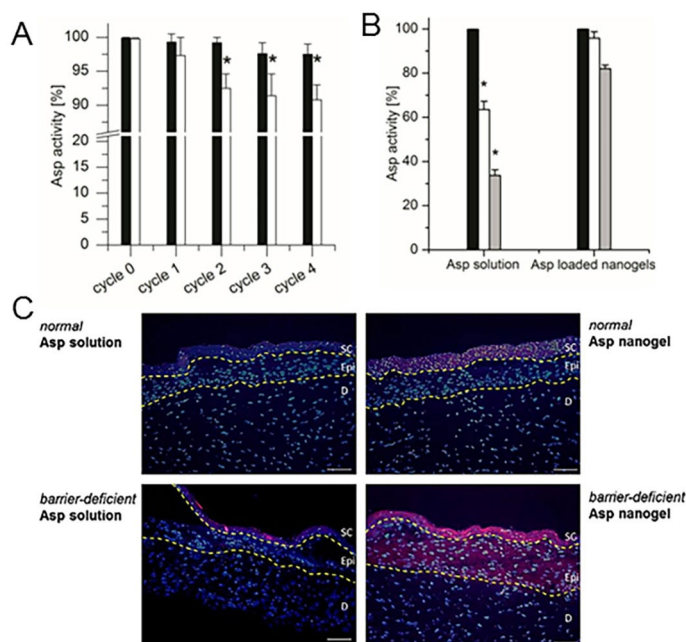 A
Asp activity [%]
100
95
90
20
15
10
5
0
cycle 0
cycle 1
cycle 2
cycle 3
cycle 4
*
*
*
B
Asp activity [%]
100
80
60
40
20
0
*
*
Asp solution
Asp loaded nanogels
C
normal
Asp solution
SC
Epi
D
SC
Epi
D
normal
Asp nanogel
barrier-deficient
Asp solution
SC
Epi
D
SC
Epi
D
barrier-deficient
Asp nanogel